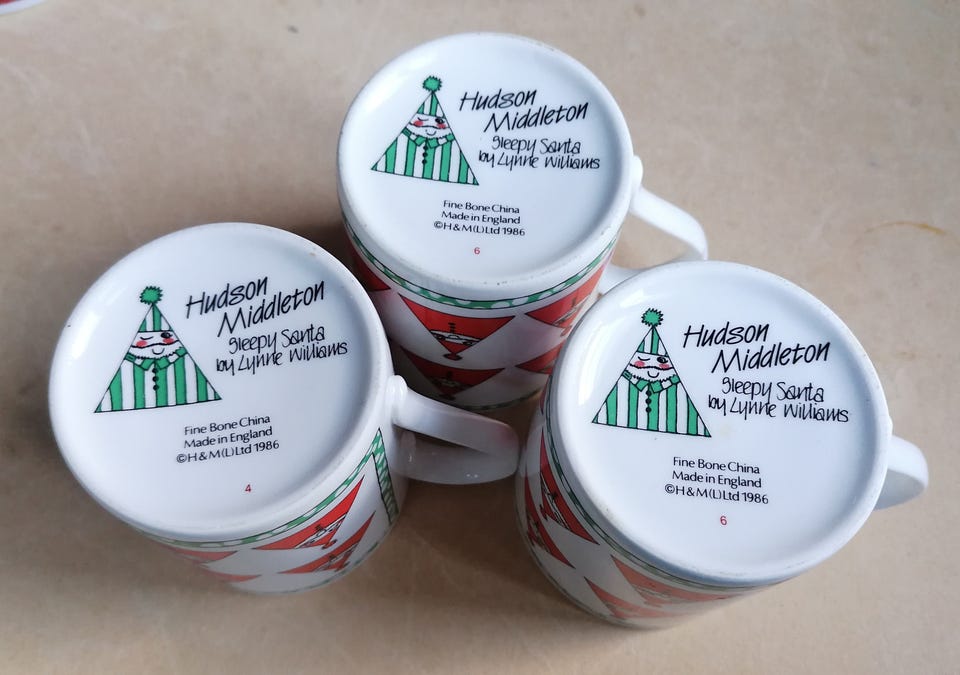 Hudson
Middleton
Sleepy Santa
by Lynne Williams
Fine Bone China
Made in England
©H&M(L)Ltd 1986
6
Hudson
Middleton
Sleepy Santa
by Lynne Williams
Fine Bone China
Made in England
©H&M(L)Ltd 1986
4
Hudson
Middleton
Sleepy Santa
by Lynne Williams
Fine Bone China
Made in England
©H&M(L)Ltd 1986
6